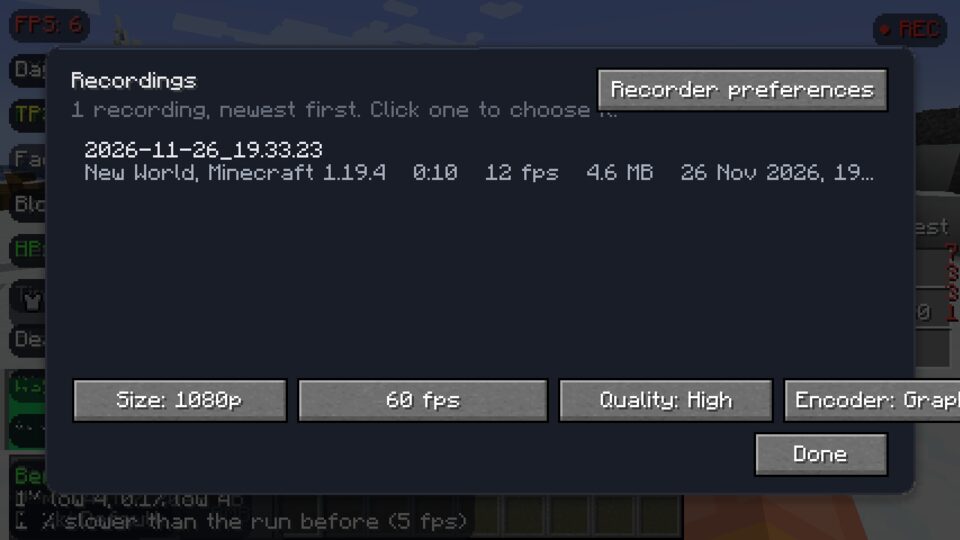 FPS: 6
REC
Recordings
Recorder preferences
1 recording, newest first. Click one to choose
2026-11-26_19.33.23
New World, Minecraft 1.19.4 0:10 12 fps 4.6 MB 26 Nov 2026, 19...
Size: 1080p
60 fps
Quality: High
Encoder: Grap
Done
slower than the run before (5 fps)